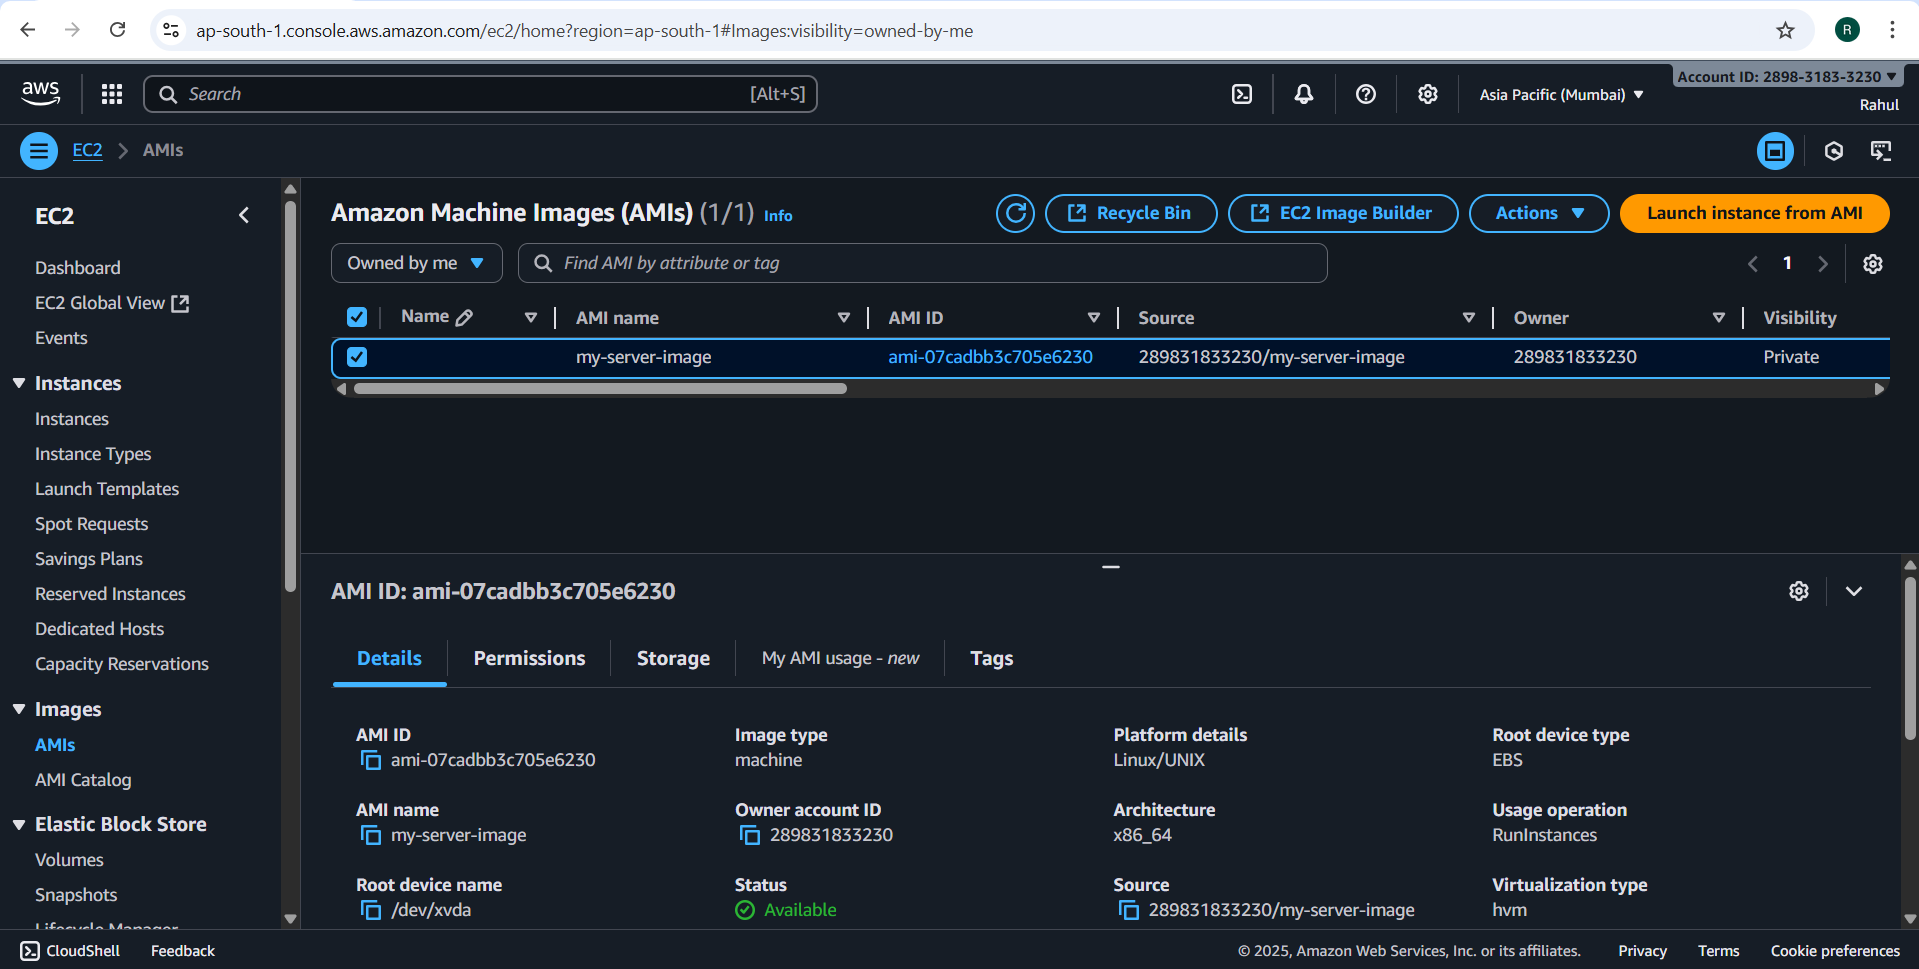 ap-south-1.console.aws.amazon.com/ec2/home?region=ap-south-1#Images:visibility=owned-by-me
R
aws
Search
[Alt+S]
Asia Pacific (Mumbai)
Account ID: 2898-3183-3230
Rahul
EC2
AMIs
EC2
Dashboard
EC2 Global View
Events
Instances
Instances
Instance Types
Launch Templates
Spot Requests
Savings Plans
Reserved Instances
Dedicated Hosts
Capacity Reservations
Images
AMIs
AMI Catalog
Elastic Block Store
Volumes
Snapshots
Lifecycle Manager
Amazon Machine Images (AMIs) (1/1) Info
Recycle Bin
EC2 Image Builder
Actions
Launch instance from AMI
Owned by me
Find AMI by attribute or tag
1
Name
AMI name
AMI ID
Source
Owner
Visibility
my-server-image
ami-07cadbb3c705e6230
289831833230/my-server-image
289831833230
Private
AMI ID: ami-07cadbb3c705e6230
Details
Permissions
Storage
My AMI usage - new
Tags
AMI ID
ami-07cadbb3c705e6230
Image type
machine
Platform details
Linux/UNIX
Root device type
EBS
AMI name
my-server-image
Owner account ID
289831833230
Architecture
x86_64
Usage operation
RunInstances
Root device name
/dev/xvda
Status
Available
Source
289831833230/my-server-image
Virtualization type
hvm
CloudShell
Feedback
© 2025, Amazon Web Services, Inc. or its affiliates.
Privacy
Terms
Cookie preferences